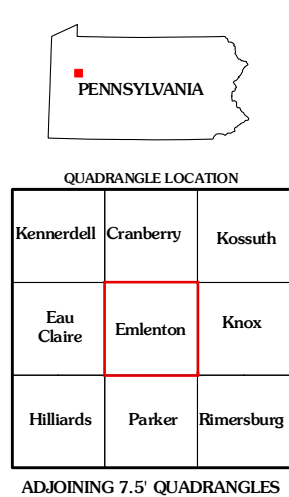 PENNSYLVANIA
QUADRANGLE LOCATION
Kennerdell Cranberry Kossuth
Eau Claire Emlenton Knox
Hilliards Parker Rimersburg
ADJOINING 7.5' QUADRANGLES